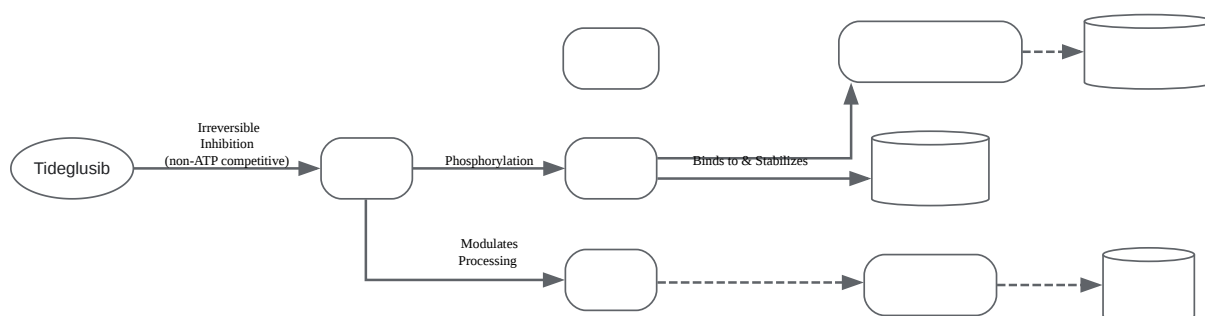 Irreversible
Inhibition
(non-ATP competitive)
Tideglusib
Phosphorylation
Binds to & Stabilizes
Modulates
Processing